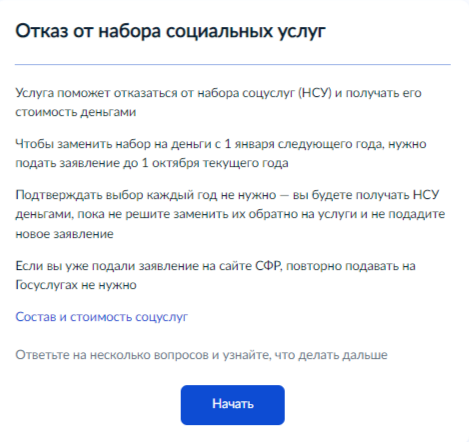 Отказ от набора социальных услуг
Услуга поможет отказаться от набора соцуслуг (НСУ) и получать его
стоимость деньгами
Чтобы заменить набор на деньги с 1 января следующего года, нужно
подать заявление до 1 октября текущего года
Подтверждать выбор каждый год не нужно — вы будете получать НСУ
деньгами, пока не решите заменить их обратно на услуги и не подадите
новое заявление
Если вы уже подали заявление на сайте СФР, повторно подавать на
Госуслугах не нужно
Состав и стоимость соцуслуг
Ответьте на несколько вопросов и узнайте, что делать дальше
Начать